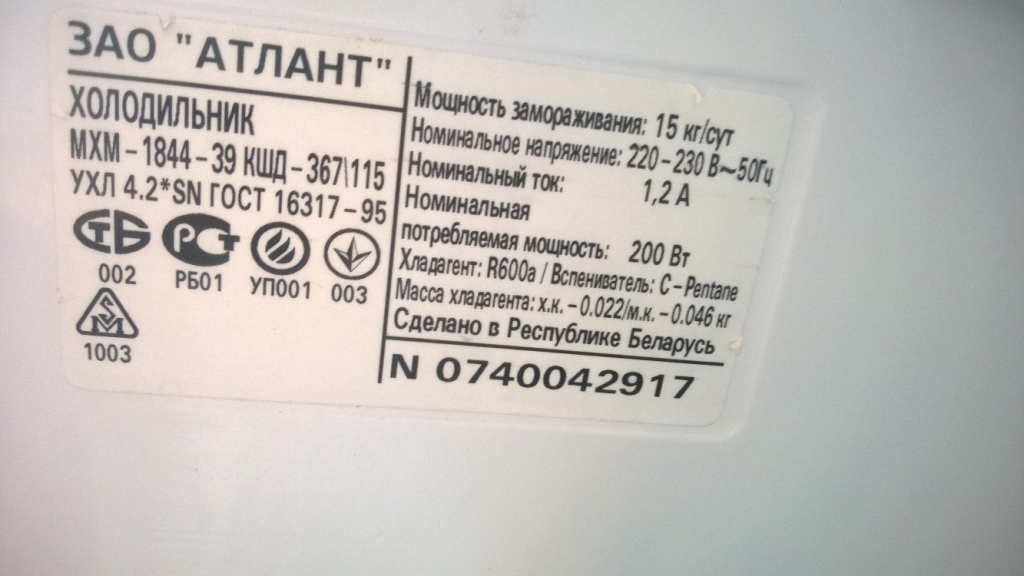 ЗАО "АТЛАНТ"
ХОЛОДИЛЬНИК
МХМ-1844-39 КШД-367\115
УХЛ 4.2*SN ГОСТ 16317-95
СТБ РСТ
002 РБ01 УП001 003
1003
Мощность замораживания: 15 кг/сут
Номинальное напряжение: 220-230 В~50Гц
Номинальный ток: 1,2 А
Номинальная
потребляемая мощность: 200 Вт
Хладагент: R600a / Вспениватель: C-Pentane
Масса хладагента: х.к.-0.022/м.к.-0.046 кг
Сделано в Республике Беларусь
N 0740042917